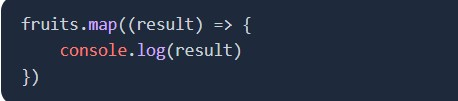 fruits.map((result) => {
    console.log(result)
})